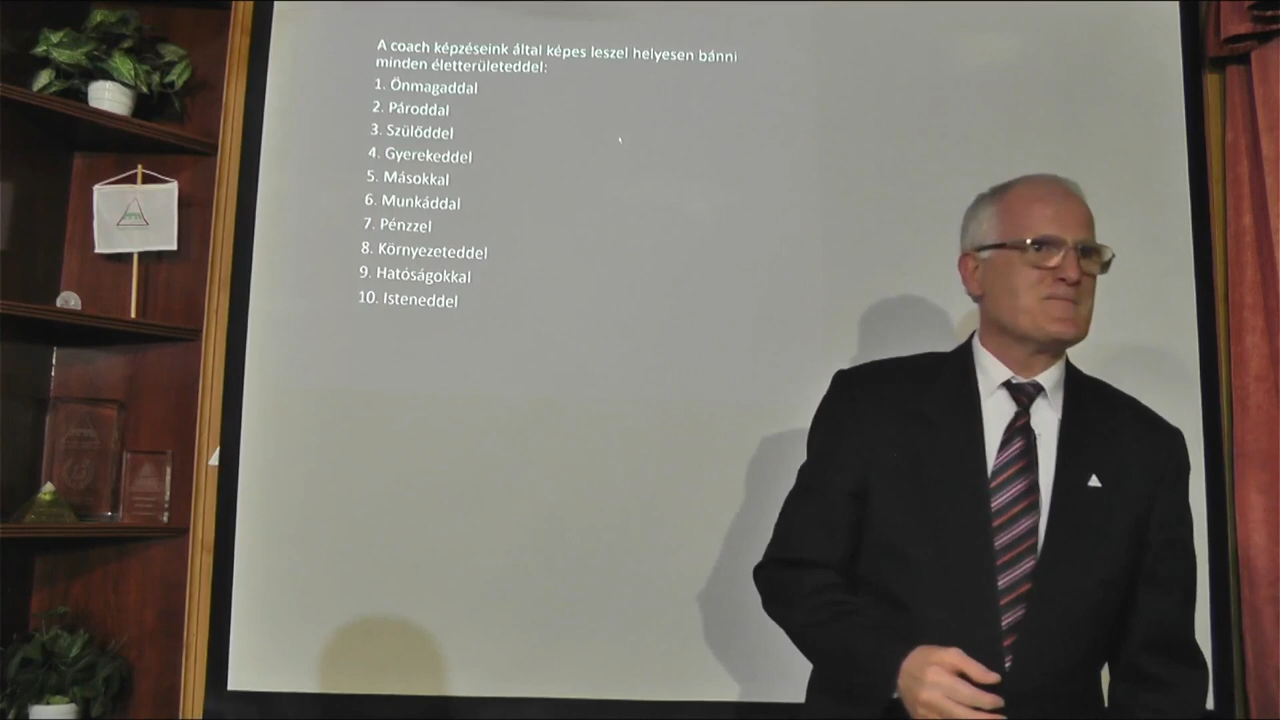 A coach képzéseink által képes leszel helyesen bánni
minden életterületeddel:
1. Önmagaddal
2. Pároddal
3. Szülőddel
4. Gyerekeddel
5. Másokkal
6. Munkáddal
7. Pénzzel
8. Környezeteddel
9. Hatóságokkal
10. Isteneddel